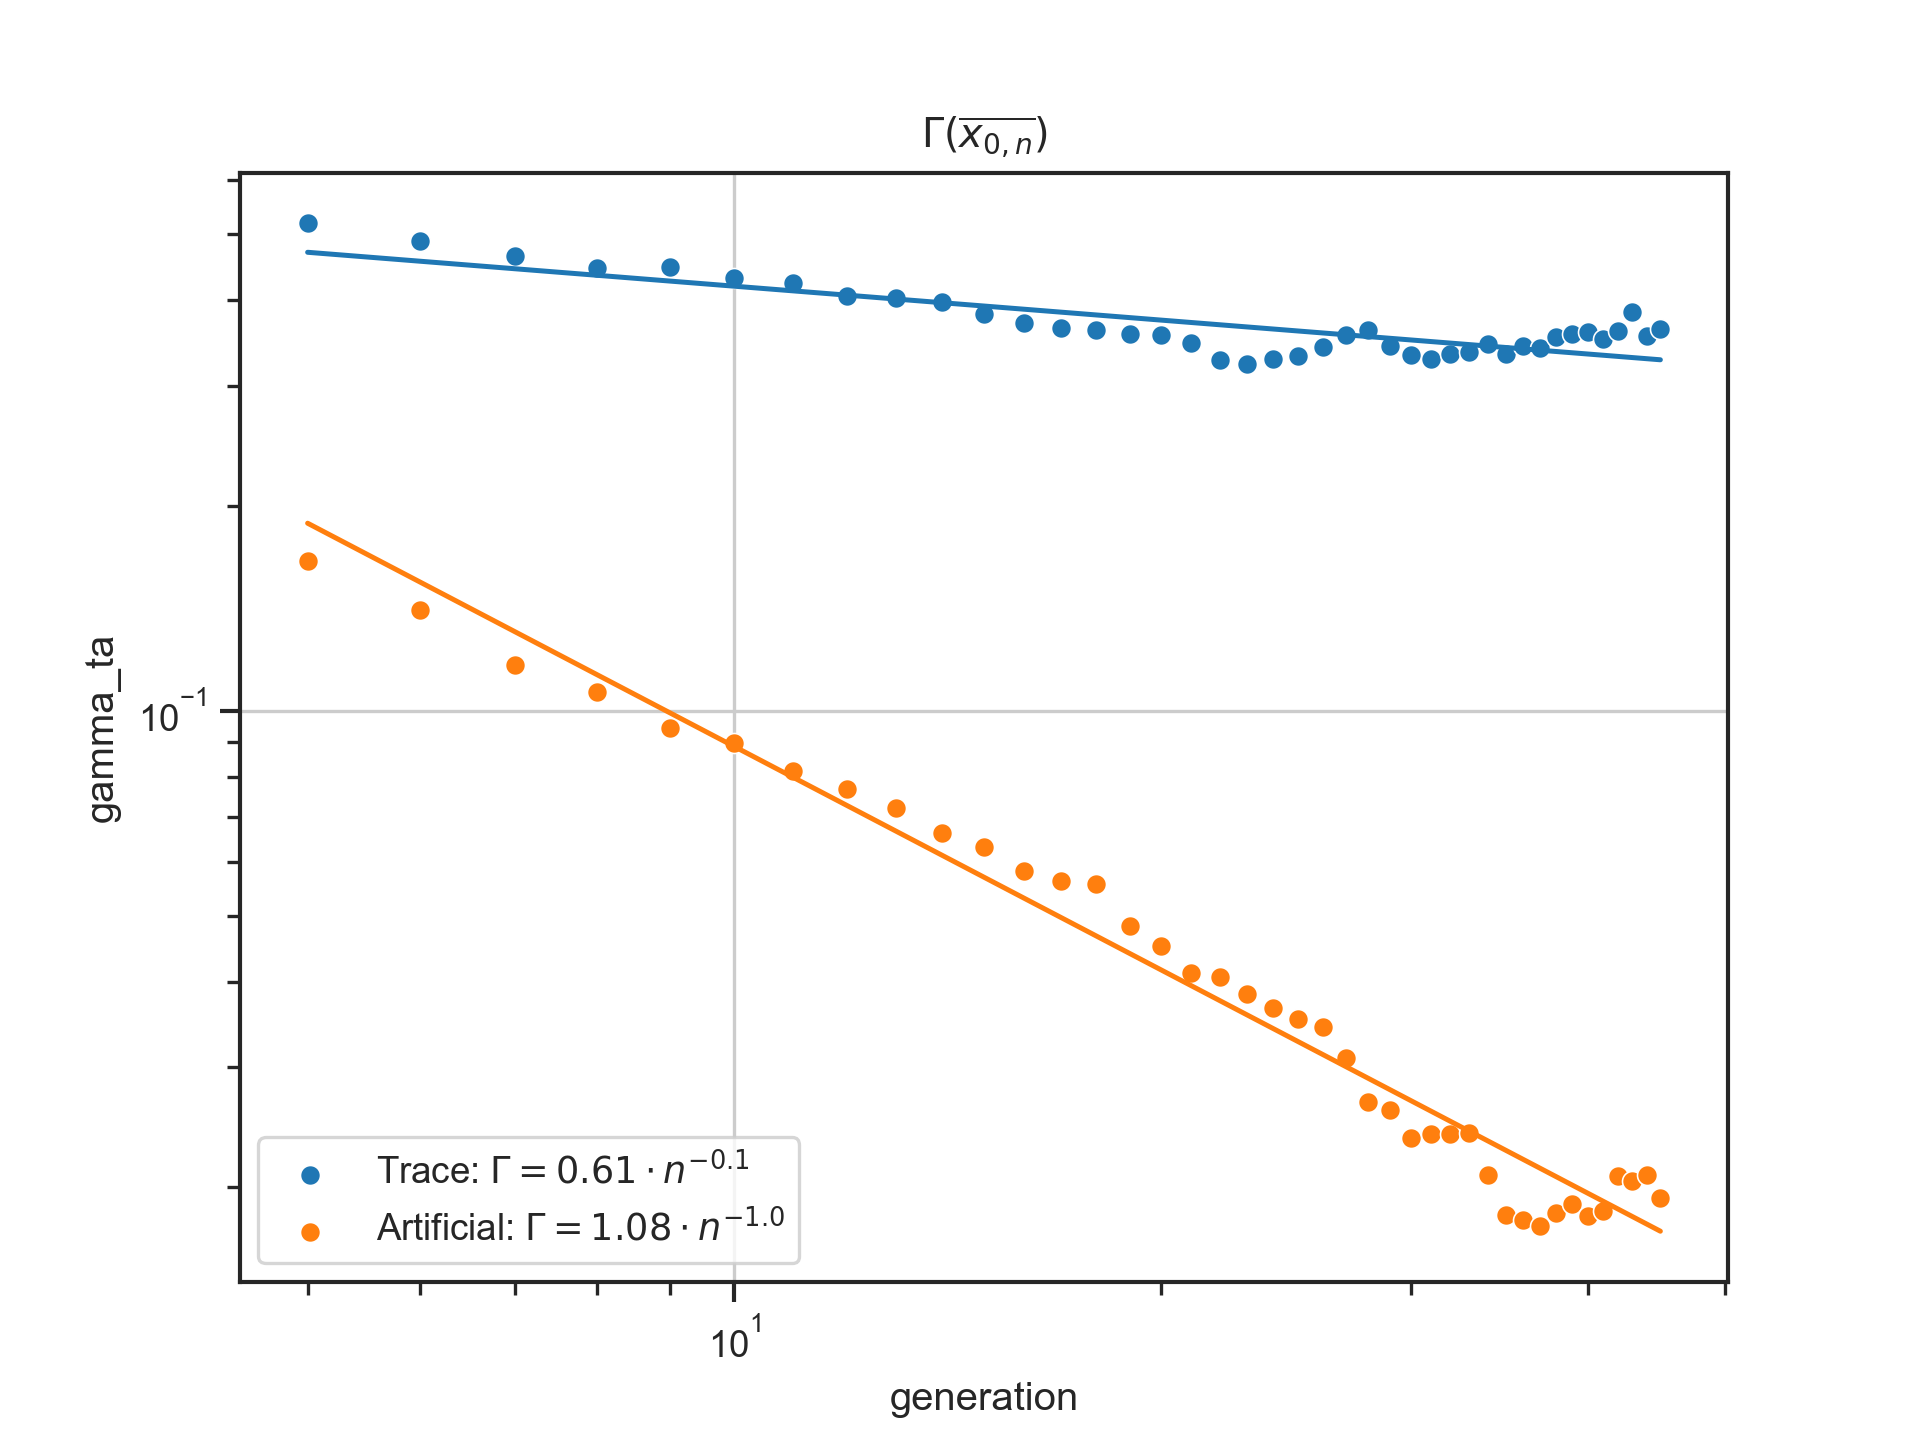 Γ(x̅₀,ₙ)
gamma_ta
10⁻¹
Trace: Γ = 0.61 · n⁻⁰·¹
Artificial: Γ = 1.08 · n⁻¹·⁰
10¹
generation